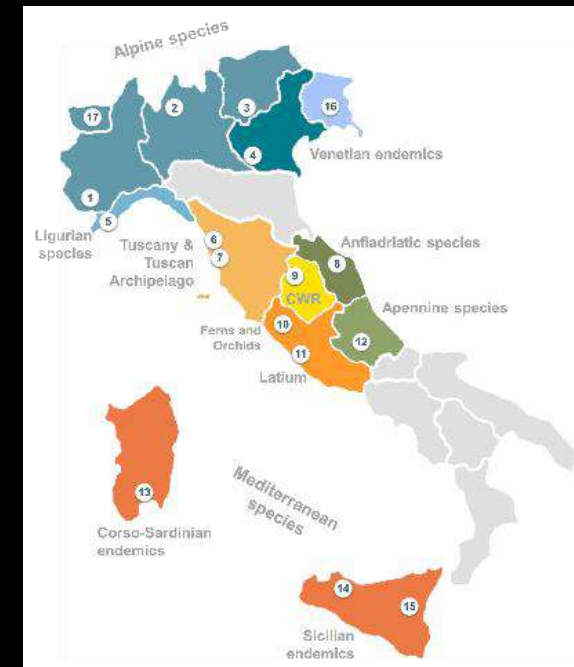 Alpine species
17
2
3
16
4
Venetian endemics
1
5
Ligurian
species
Tuscany &
Tuscan
Archipelago
6
7
Anfiadriatic species
8
9
CWR
Apennine species
Ferns and
Orchids
10
11
12
Latium
13
Corso-Sardinian
endemics
Mediterranean
species
14
15
Sicilian
endemics